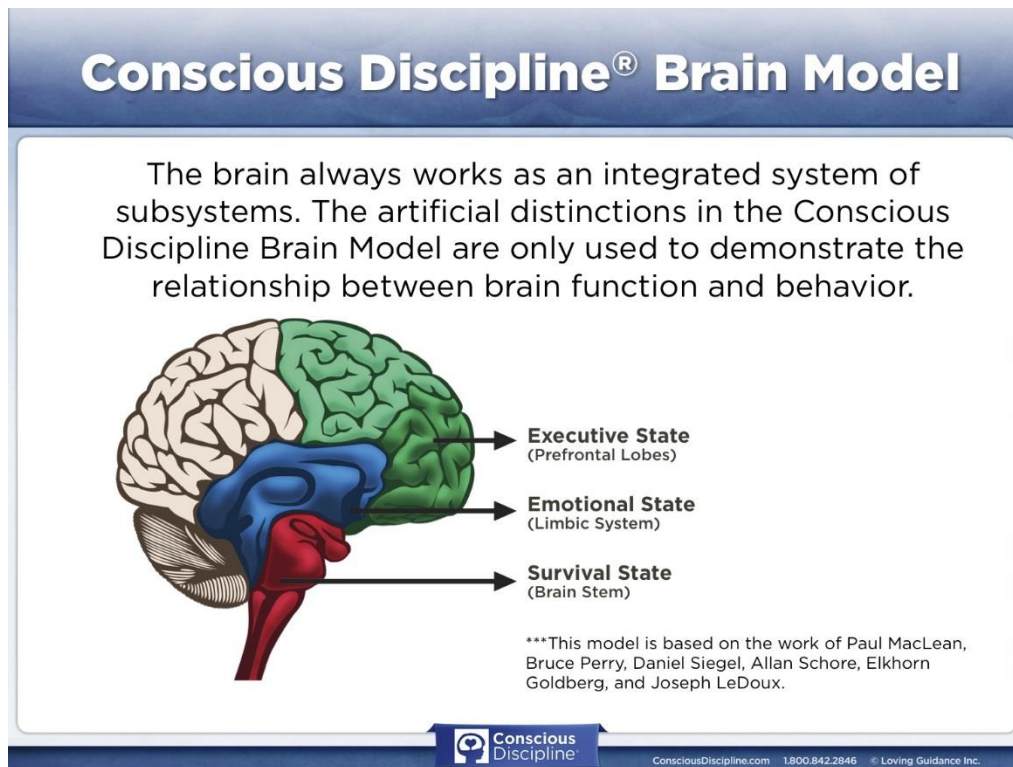 Conscious Discipline® Brain Model
The brain always works as an integrated system of
subsystems. The artificial distinctions in the Conscious
Discipline Brain Model are only used to demonstrate the
relationship between brain function and behavior.
Executive State
(Prefrontal Lobes)
Emotional State
(Limbic System)
Survival State
(Brain Stem)
***This model is based on the work of Paul MacLean,
Bruce Perry, Daniel Siegel, Allan Schore, Elkhorn
Goldberg, and Joseph LeDoux.
Conscious
Discipline®
ConsciousDiscipline.com 1.800.842.2846 © Loving Guidance Inc.